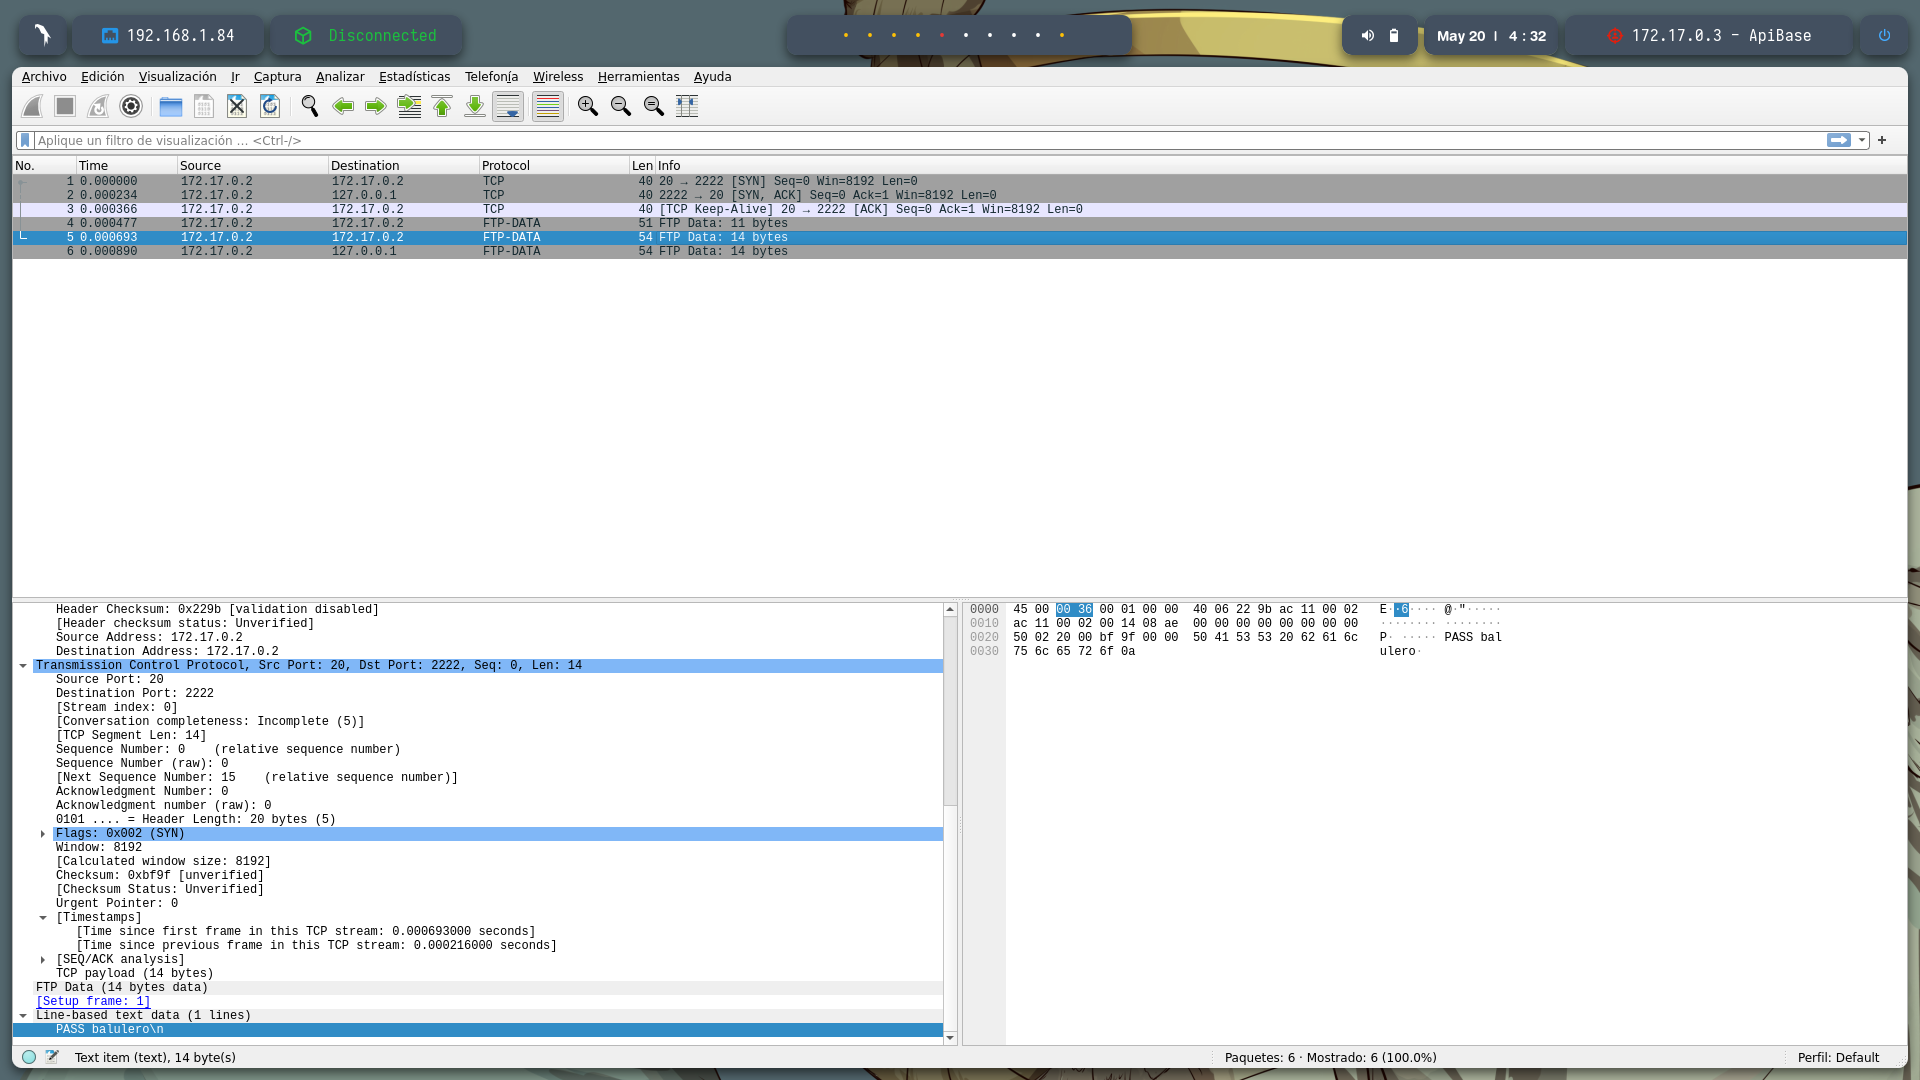 192.168.1.84 Disconnected May 20 | 4 : 32 172.17.0.3 - ApiBase
Archivo Edición Visualización Ir Captura Analizar Estadísticas Telefonía Wireless Herramientas Ayuda
Aplique un filtro de visualización ... <Ctrl-/> +
No. Time Source Destination Protocol Len Info
1 0.000000 172.17.0.2 172.17.0.2 TCP 40 20 → 2222 [SYN] Seq=0 Win=8192 Len=0
2 0.000234 172.17.0.2 127.0.0.1 TCP 40 2222 → 20 [SYN, ACK] Seq=0 Ack=1 Win=8192 Len=0
3 0.000366 172.17.0.2 172.17.0.2 TCP 40 [TCP Keep-Alive] 20 → 2222 [ACK] Seq=0 Ack=1 Win=8192 Len=0
4 0.000477 172.17.0.2 172.17.0.2 FTP-DATA 51 FTP Data: 11 bytes
5 0.000693 172.17.0.2 172.17.0.2 FTP-DATA 54 FTP Data: 14 bytes
6 0.000890 172.17.0.2 127.0.0.1 FTP-DATA 54 FTP Data: 14 bytes
Header Checksum: 0x229b [validation disabled]
[Header checksum status: Unverified]
Source Address: 172.17.0.2
Destination Address: 172.17.0.2
Transmission Control Protocol, Src Port: 20, Dst Port: 2222, Seq: 0, Len: 14
Source Port: 20
Destination Port: 2222
[Stream index: 0]
[Conversation completeness: Incomplete (5)]
[TCP Segment Len: 14]
Sequence Number: 0 (relative sequence number)
Sequence Number (raw): 0
[Next Sequence Number: 15 (relative sequence number)]
Acknowledgment Number: 0
Acknowledgment number (raw): 0
0101 .... = Header Length: 20 bytes (5)
Flags: 0x002 (SYN)
Window: 8192
[Calculated window size: 8192]
Checksum: 0xbf9f [unverified]
[Checksum Status: Unverified]
Urgent Pointer: 0
[Timestamps]
[Time since first frame in this TCP stream: 0.000693000 seconds]
[Time since previous frame in this TCP stream: 0.000216000 seconds]
[SEQ/ACK analysis]
TCP payload (14 bytes)
FTP Data (14 bytes data)
[Setup frame: 1]
Line-based text data (1 lines)
PASS balulero\n
0000 45 00 00 36 00 01 00 00 40 06 22 9b ac 11 00 02 E··6···· @·"·····
0010 ac 11 00 02 00 14 08 ae 00 00 00 00 00 00 00 00 ········ ········
0020 50 02 20 00 bf 9f 00 00 50 41 53 53 20 62 61 6c P· ····· PASS bal
0030 75 6c 65 72 6f 0a ulero·
Text item (text), 14 byte(s) Paquetes: 6 · Mostrado: 6 (100.0%) Perfil: Default